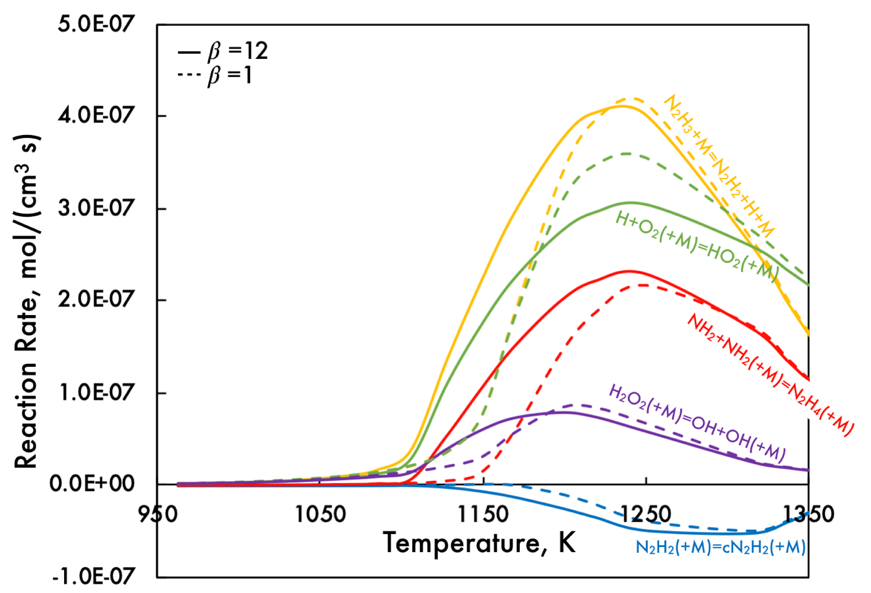 5.0E-07
4.0E-07
3.0E-07
2.0E-07
1.0E-07
0.0E+00
-1.0E-07
Reaction Rate, mol/(cm³ s)
β =12
β =1
N₂H₃+M=N₂H₂+H+M
H+O₂(+M)=HO₂(+M)
NH₂+NH₂(+M)=N₂H₄(+M)
H₂O₂(+M)=OH+OH(+M)
N₂H₂(+M)=cN₂H₂(+M)
950 1050 1150 1250 1350
Temperature, K